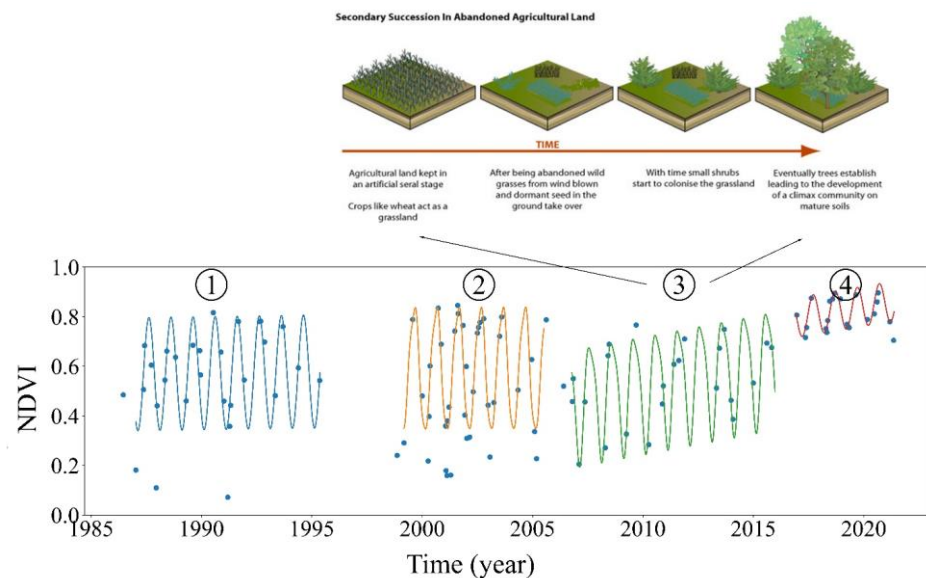 Secondary Succession In Abandoned Agricultural Land
TIME
Agricultural land kept in
an artificial seral stage
Crops like wheat act as a
grassland
After being abandoned wild
grasses from wind blown
and dormant seed in the
ground take over
With time small shrubs
start to colonise the grassland
Eventually trees establish
leading to the development
of a climax community on
mature soils
1 2 3 4
1.0
0.8
0.6
0.4
0.2
0.0
NDVI
1985 1990 1995 2000 2005 2010 2015 2020
Time (year)